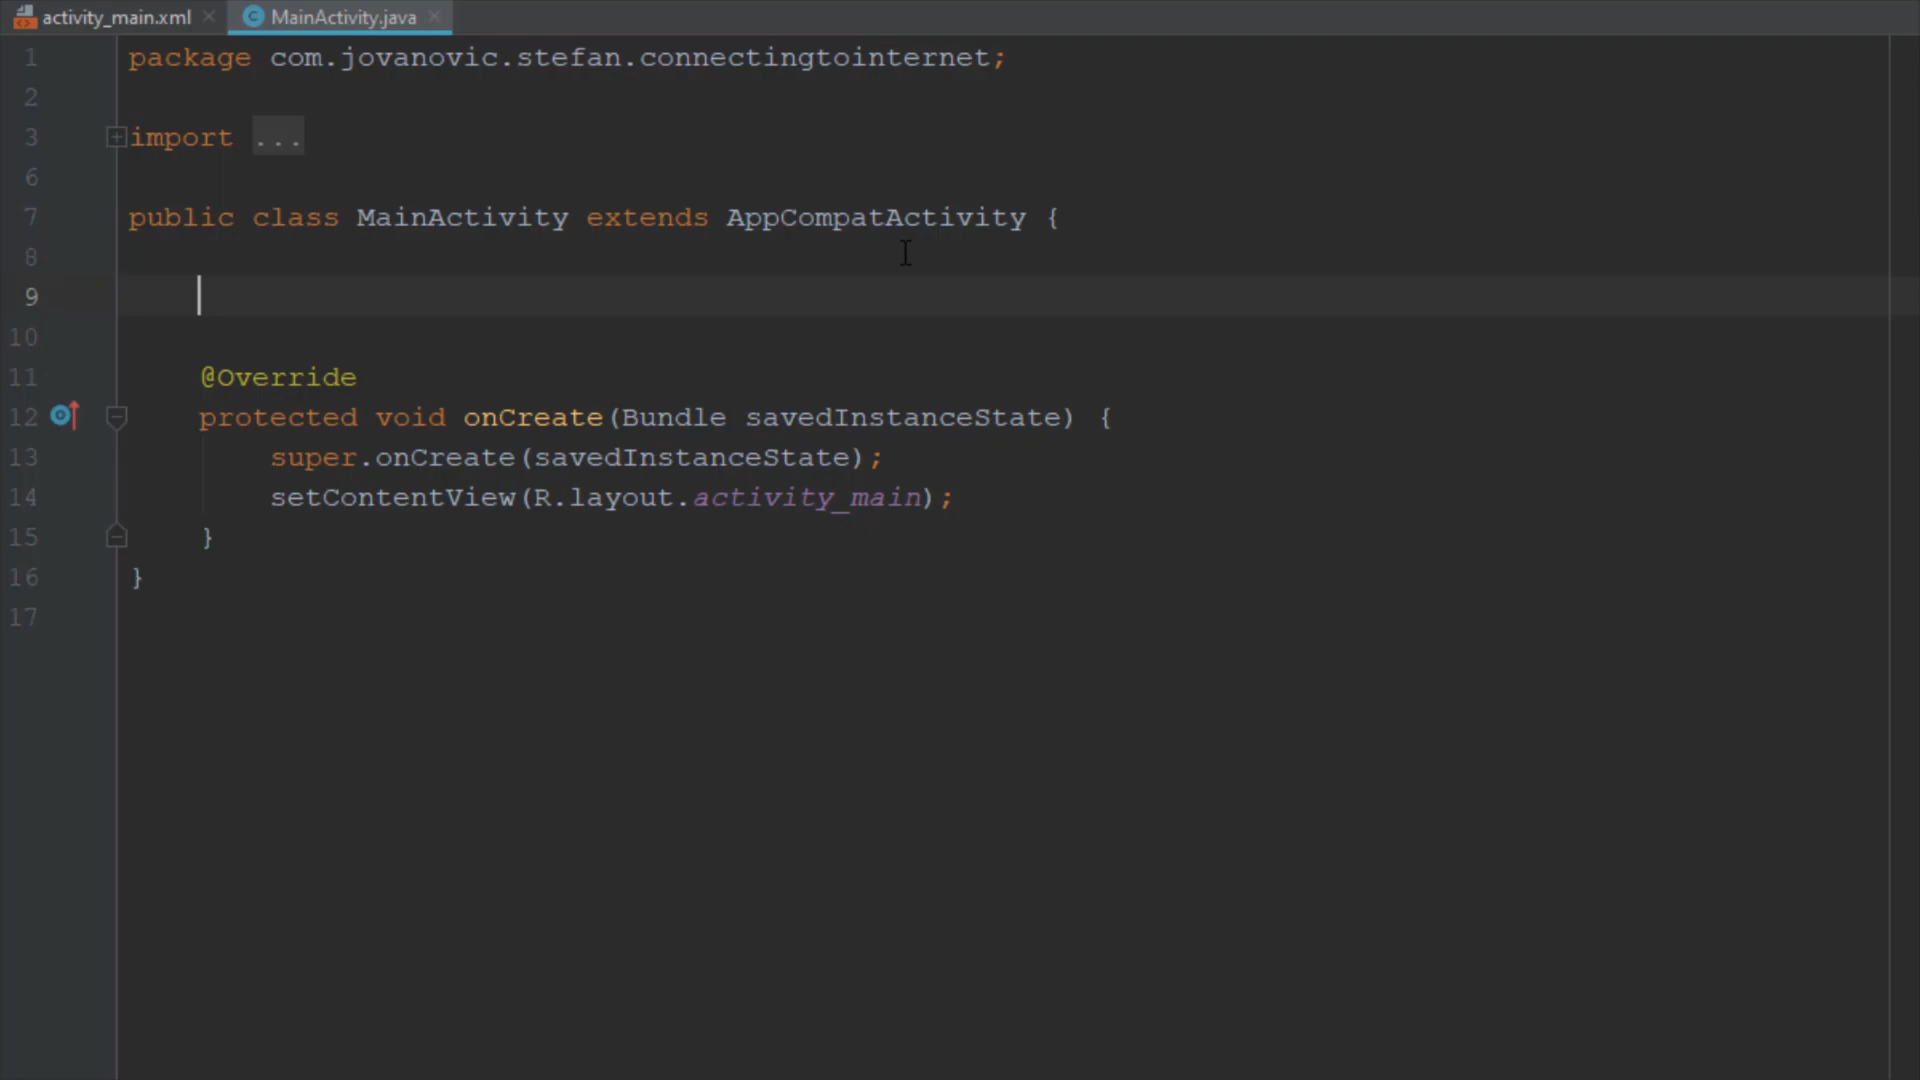 activity_main.xml MainActivity.java
1 package com.jovanovic.stefan.connectingtointernet;
2
3 import ...
6
7 public class MainActivity extends AppCompatActivity {
8
9
10
11 @Override
12 protected void onCreate(Bundle savedInstanceState) {
13 super.onCreate(savedInstanceState);
14 setContentView(R.layout.activity_main);
15 }
16 }
17